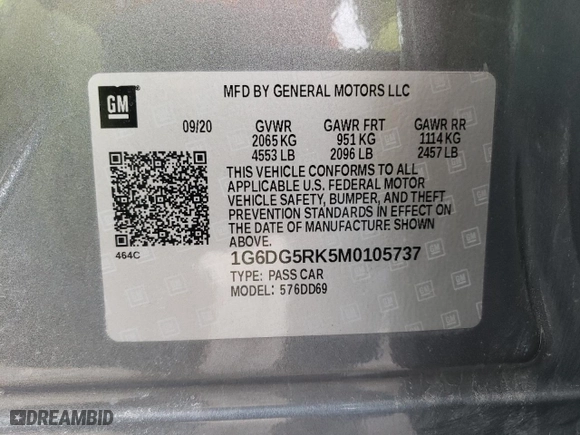 GM
MFD BY GENERAL MOTORS LLC
09/20 GVWR GAWR FRT GAWR RR
2065 KG 951 KG 1114 KG
4553 LB 2096 LB 2457 LB
THIS VEHICLE CONFORMS TO ALL
APPLICABLE U.S. FEDERAL MOTOR
VEHICLE SAFETY, BUMPER, AND THEFT
PREVENTION STANDARDS IN EFFECT ON
THE DATE OF MANUFACTURE SHOWN
ABOVE.
464C
1G6DG5RK5M0105737
TYPE: PASS CAR
MODEL: 576DD69
DREAMBID